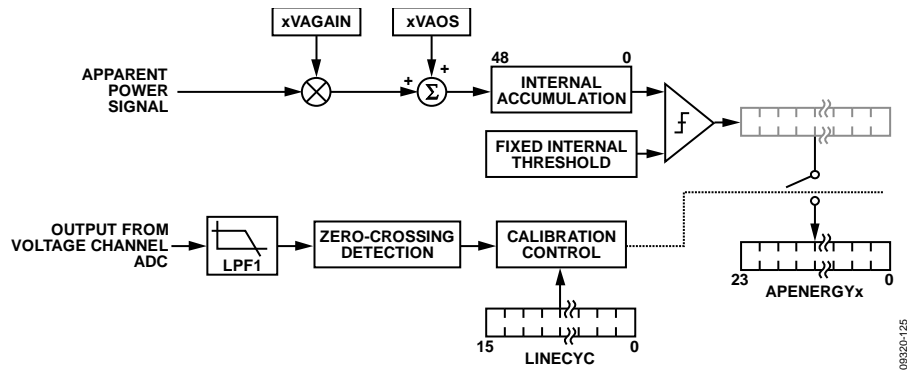 xVAGAIN
xVAOS
APPARENT
POWER
SIGNAL
+
+
Σ
48
0
INTERNAL
ACCUMULATION
FIXED INTERNAL
THRESHOLD
OUTPUT FROM
VOLTAGE CHANNEL
ADC
LPF1
ZERO-CROSSING
DETECTION
CALIBRATION
CONTROL
15
0
LINECYC
23
0
APENERGYx
09320-125